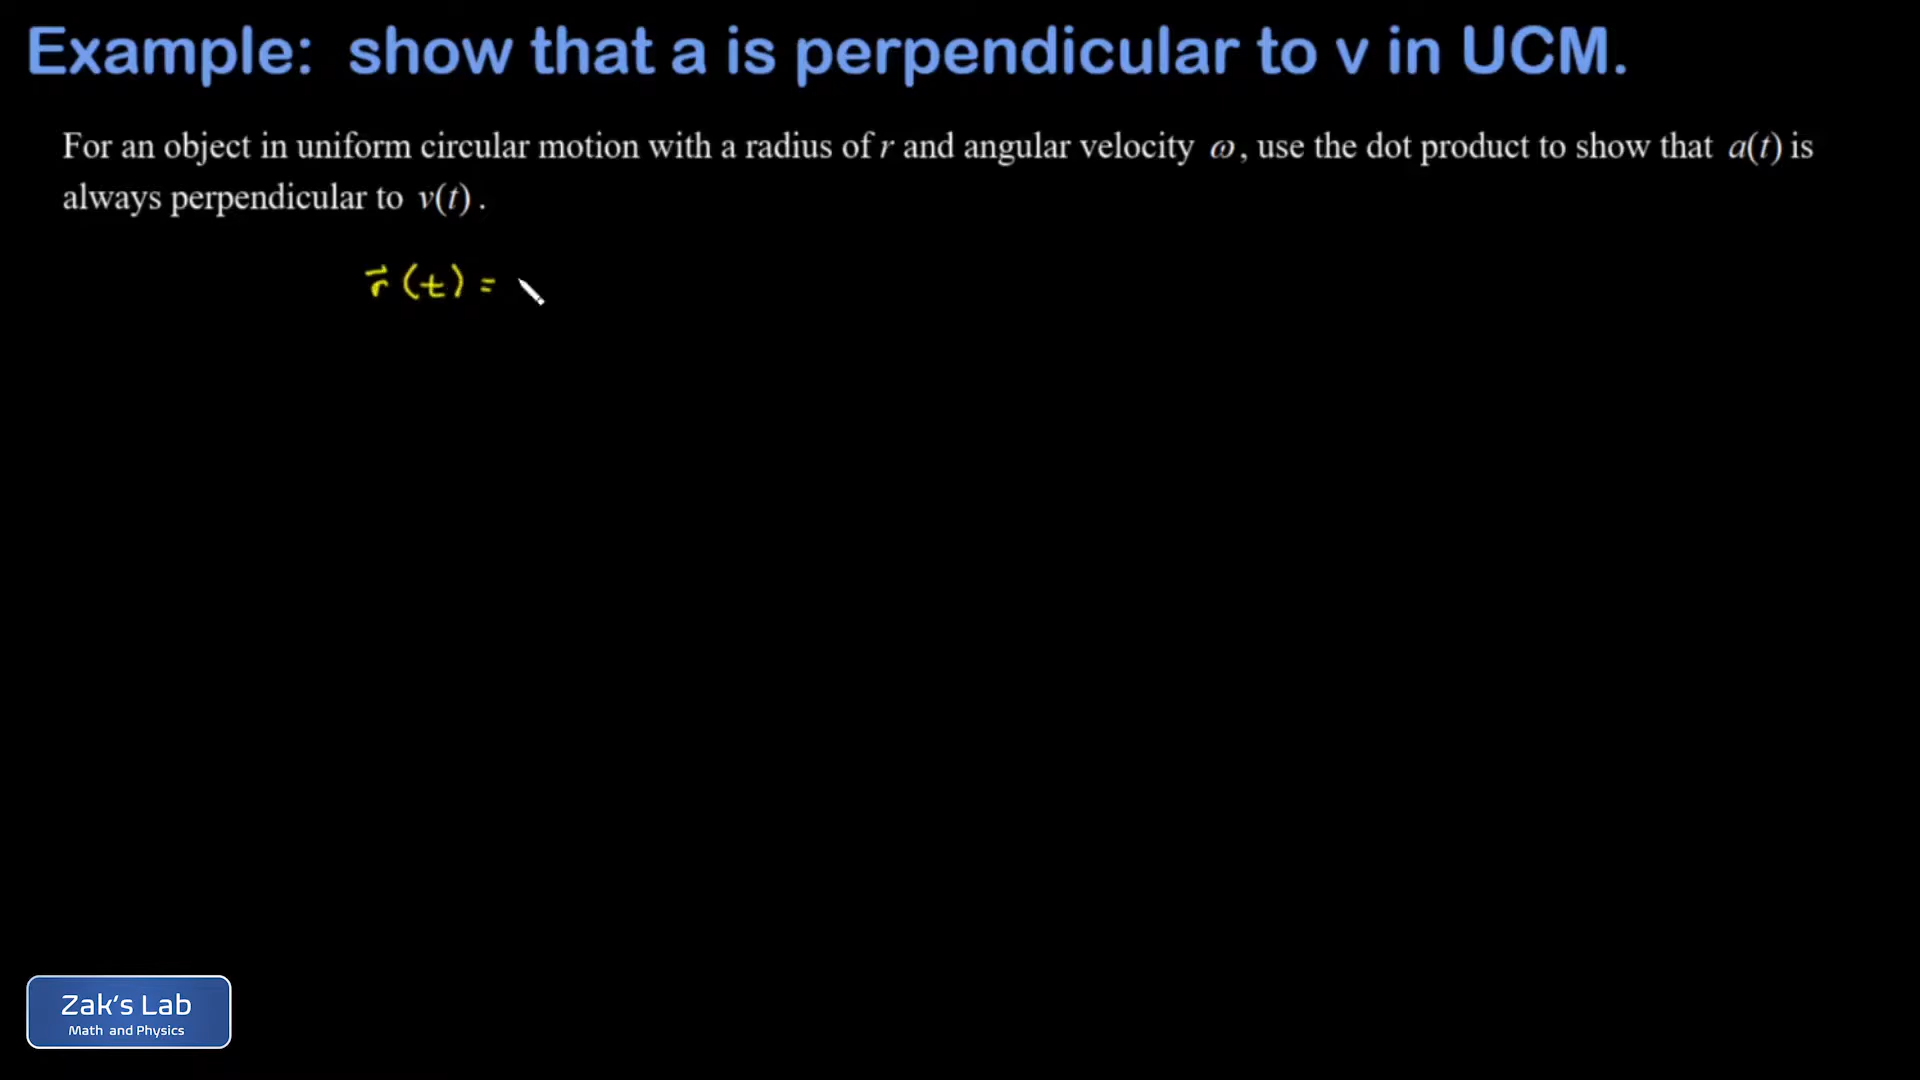 Example: show that a is perpendicular to v in UCM.
For an object in uniform circular motion with a radius of r and angular velocity ω, use the dot product to show that a(t) is
always perpendicular to v(t).
r⃗(t) =
Zak's Lab
Math and Physics